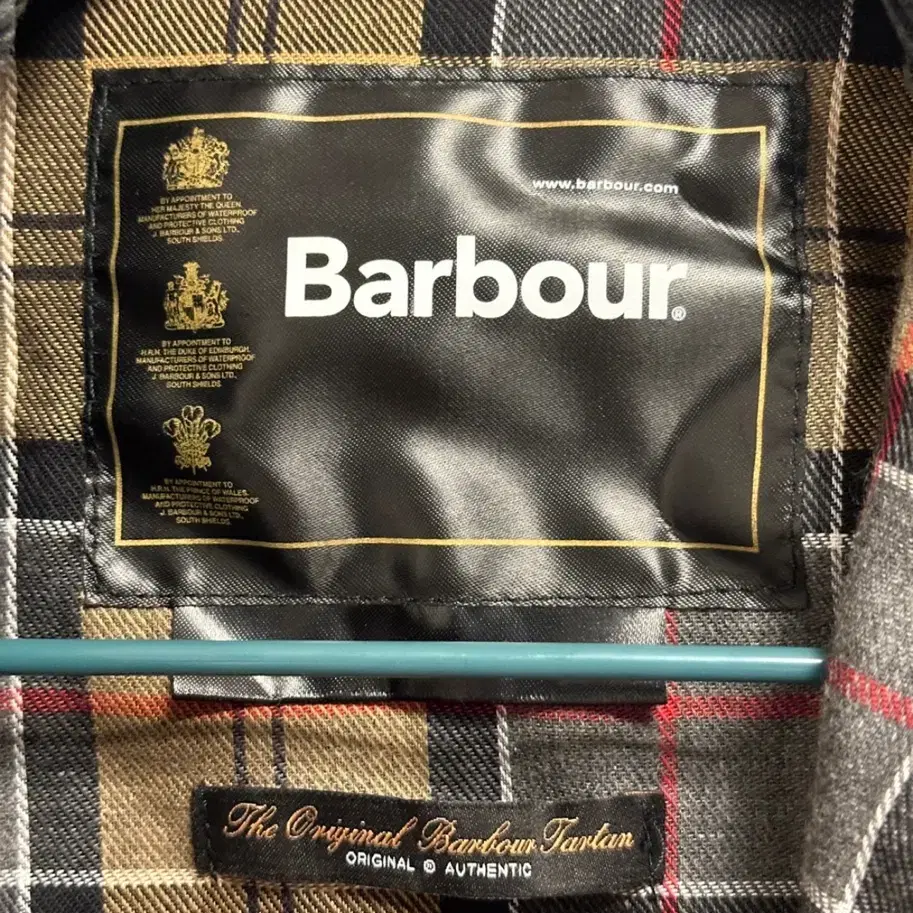 www.barbour.com
Barbour®
BY APPOINTMENT TO
HER MAJESTY THE QUEEN
MANUFACTURERS OF WATERPROOF
AND PROTECTIVE CLOTHING
J. BARBOUR & SONS LTD.,
SOUTH SHIELDS.
BY APPOINTMENT TO
H.R.H. THE DUKE OF EDINBURGH.
MANUFACTURERS OF WATERPROOF
AND PROTECTIVE CLOTHING
J. BARBOUR & SONS LTD.,
SOUTH SHIELDS.
BY APPOINTMENT TO
H.R.H. THE PRINCE OF WALES.
MANUFACTURERS OF WATERPROOF
AND PROTECTIVE CLOTHING
J. BARBOUR & SONS LTD.,
SOUTH SHIELDS.
The Original Barbour Tartan
ORIGINAL ® AUTHENTIC